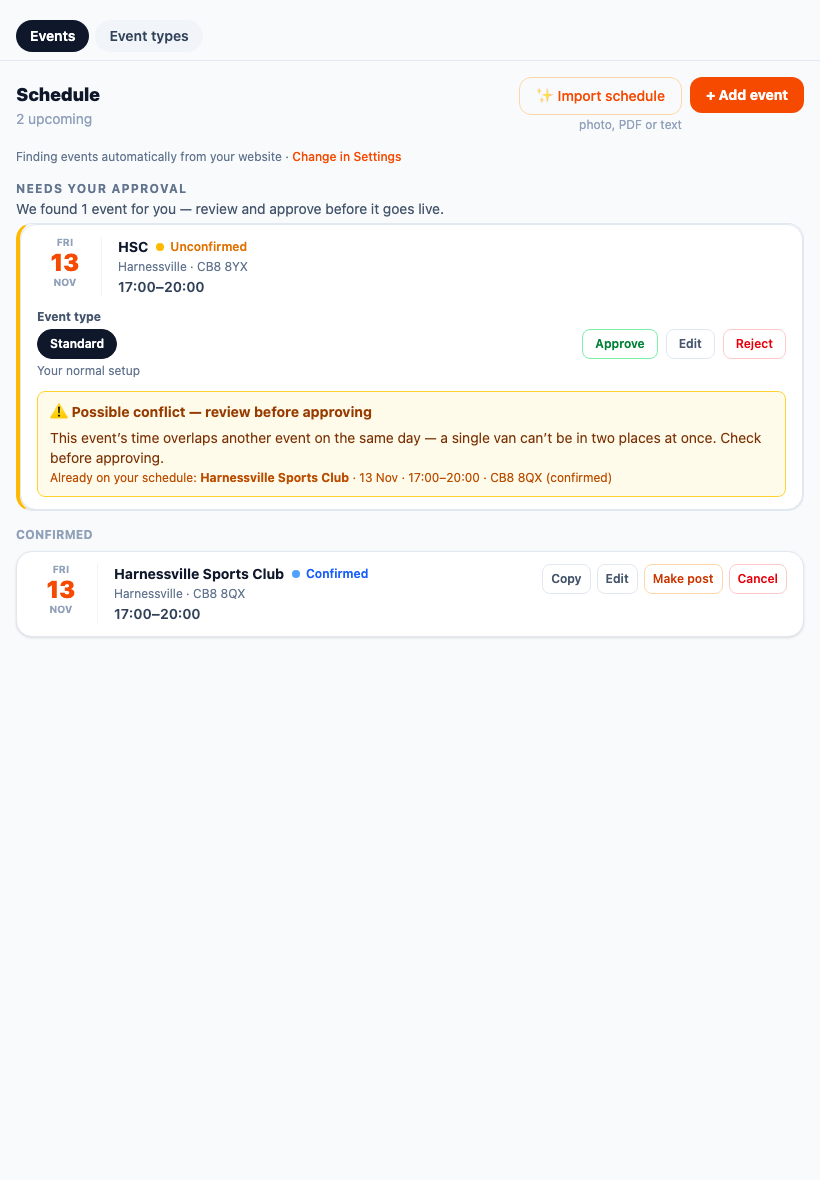 Events Event types
Schedule
2 upcoming
✨ Import schedule
+ Add event
photo, PDF or text
Finding events automatically from your website · Change in Settings
NEEDS YOUR APPROVAL
We found 1 event for you — review and approve before it goes live.
FRI
13
NOV
HSC Unconfirmed
Harnessville · CB8 8YX
17:00–20:00
Event type
Standard
Your normal setup
Approve Edit Reject
⚠️ Possible conflict — review before approving
This event’s time overlaps another event on the same day — a single van can’t be in two places at once. Check
before approving.
Already on your schedule: Harnessville Sports Club · 13 Nov · 17:00–20:00 · CB8 8QX (confirmed)
CONFIRMED
FRI
13
NOV
Harnessville Sports Club Confirmed
Harnessville · CB8 8QX
17:00–20:00
Copy Edit Make post Cancel